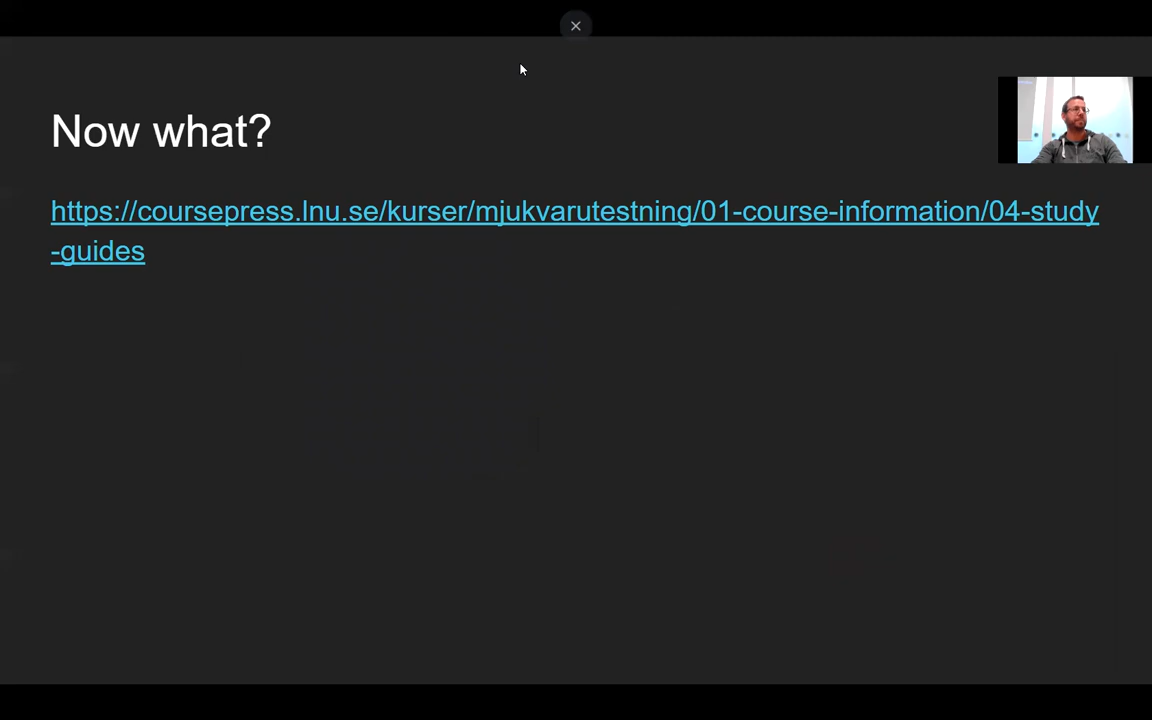 Now what?
https://coursepress.lnu.se/kurser/mjukvarutestning/01-course-information/04-study
-guides